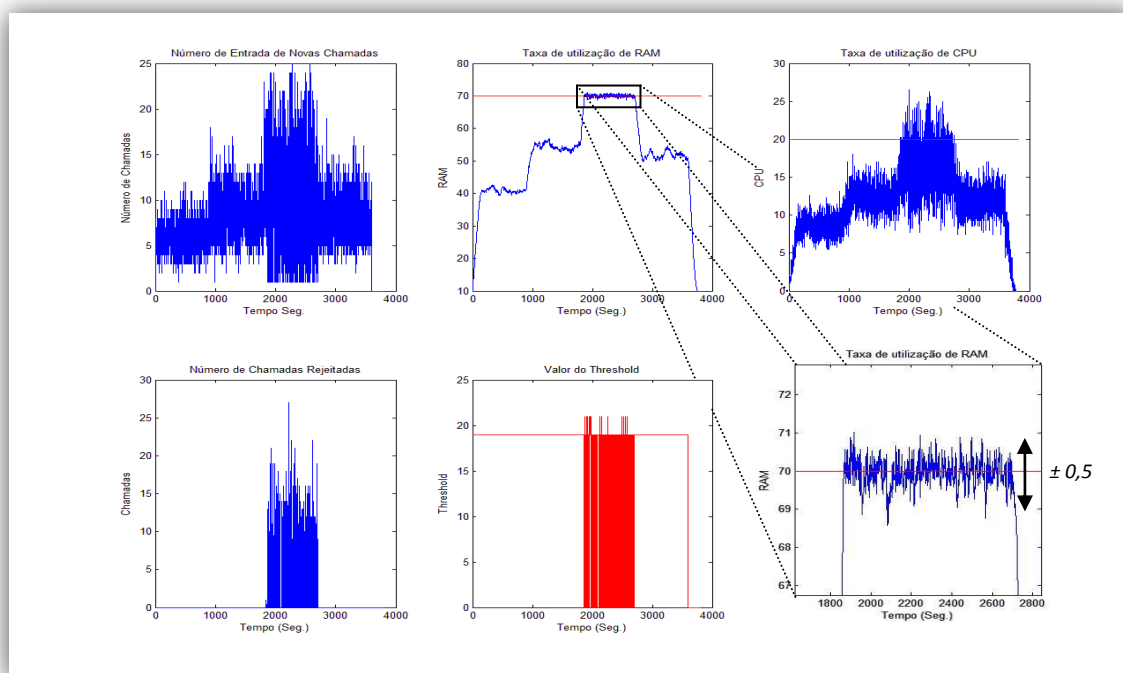 Número de Entrada de Novas Chamadas
25
20
15
10
5
0
Número de Chamadas
0 1000 2000 3000 4000
Tempo Seg.
Taxa de utilização de RAM
80
70
60
50
40
30
20
10
RAM
0 1000 2000 3000 4000
Tempo (Seg.)
Taxa de utilização de CPU
30
25
20
15
10
5
0
CPU
0 1000 2000 3000 4000
Tempo (Seg.)
Número de Chamadas Rejeitadas
30
25
20
15
10
5
0
Chamadas
0 1000 2000 3000 4000
Tempo (Seg.)
Valor do Threshold
25
20
15
10
5
0
Threshold
0 1000 2000 3000 4000
Tempo (Seg.)
Taxa de utilização de RAM
72
71
70
69
68
67
RAM
1800 2000 2200 2400 2600 2800
Tempo (Seg.)
± 0,5